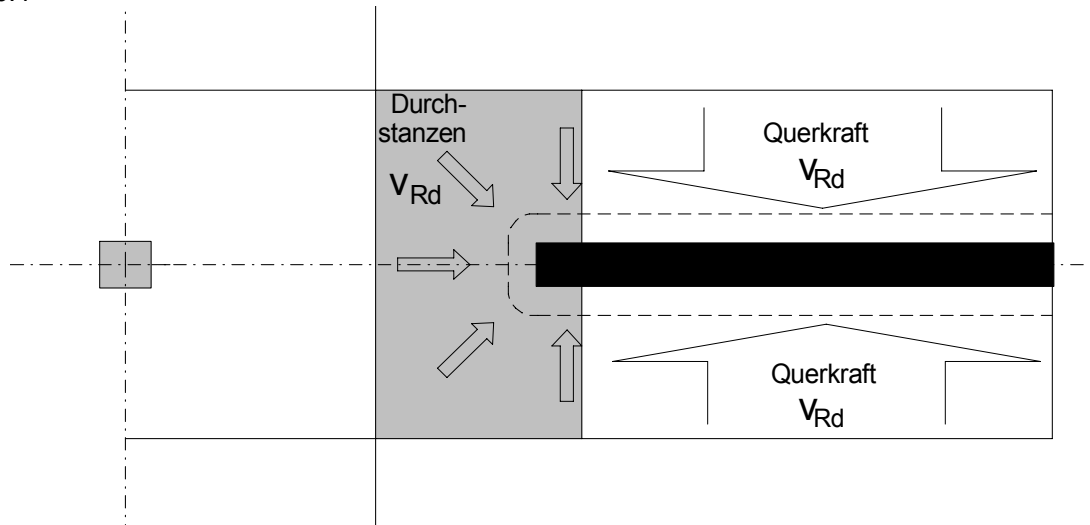 Durch-
stanzen
VRd
Querkraft
VRd
Querkraft
VRd